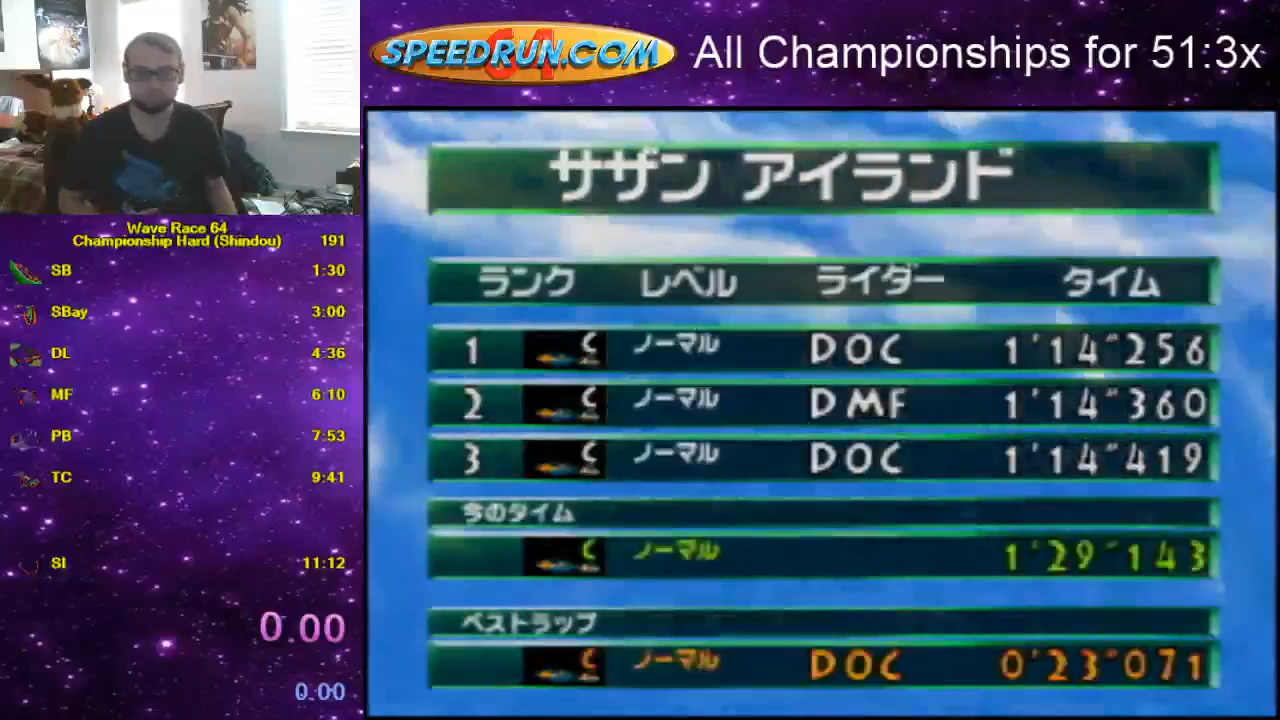 SPEEDRUN.COM
64
All Championships for 51:3x
Wave Race 64
Championship Hard (Shindou) 191
SB 1:30
SBay 3:00
DL 4:36
MF 6:10
PB 7:53
TC 9:41
SI 11:12
0.00
0.00
サザン アイランド
ランク レベル ライダー タイム
1 ノーマル DOC 1'14"256
2 ノーマル DMF 1'14"360
3 ノーマル DOC 1'14"419
今のタイム
ノーマル 1'29"143
ベストラップ
ノーマル DOC 0'23"071